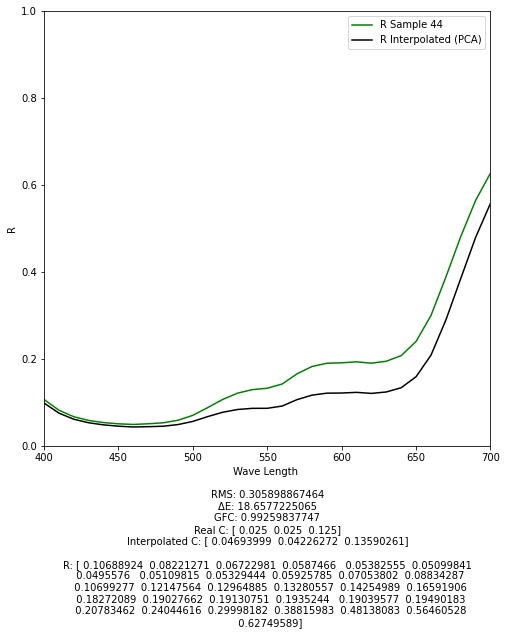 R Sample 44
R Interpolated (PCA)
1.0
0.8
0.6
R
0.4
0.2
0.0
400 450 500 550 600 650 700
Wave Length
RMS: 0.305898867464
ΔE: 18.6577225065
GFC: 0.99259837747
Real C: [ 0.025  0.025  0.125]
Interpolated C: [ 0.04693999  0.04226272  0.13590261]
R: [ 0.10688924  0.08221271  0.06722981  0.0587466   0.05382555  0.05099841
0.0495576   0.05109815  0.05329444  0.05925785  0.07053802  0.08834287
0.10699277  0.12147564  0.12964885  0.13280557  0.14254989  0.16591906
0.18272089  0.19027662  0.19130751  0.1935244   0.19039577  0.19490183
0.20783462  0.24044616  0.29998182  0.38815983  0.48138083  0.56460528
0.62749589]